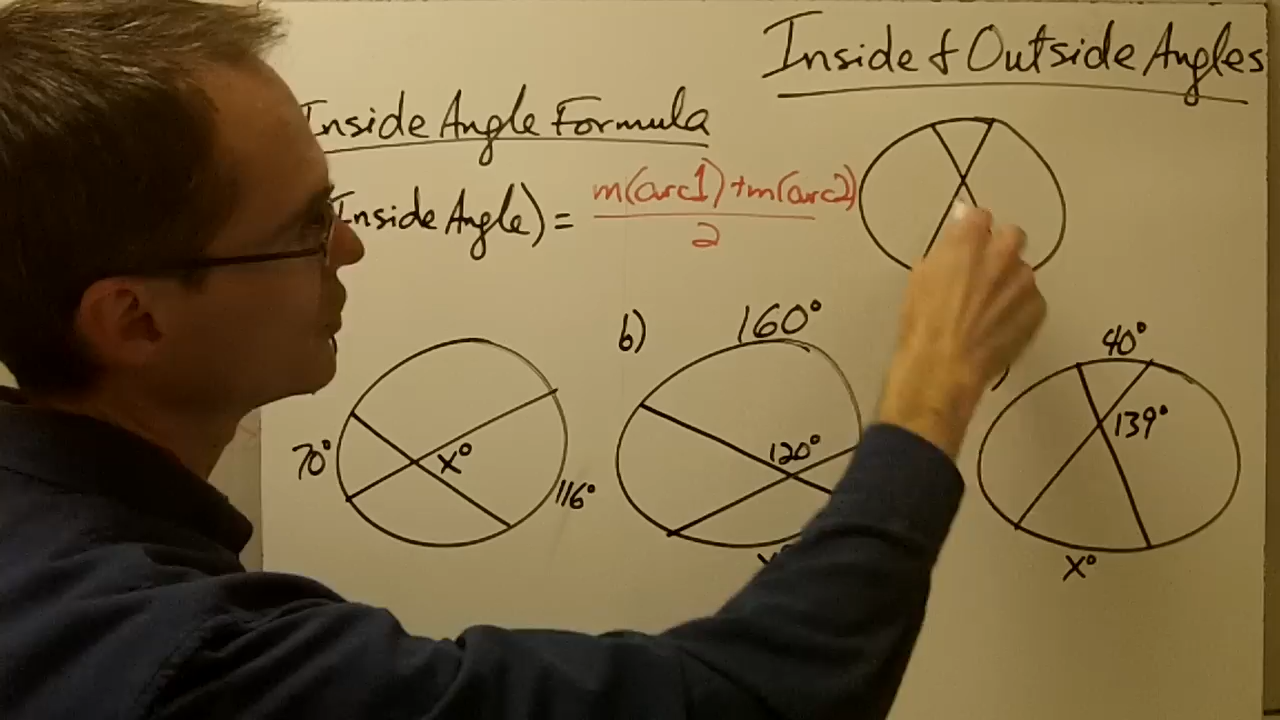 Inside & Outside Angles
Inside Angle Formula
Inside Angle) = m(arc1)+m(arc2)
2
b)
160°
40°
70°
x°
116°
120°
139°
x°